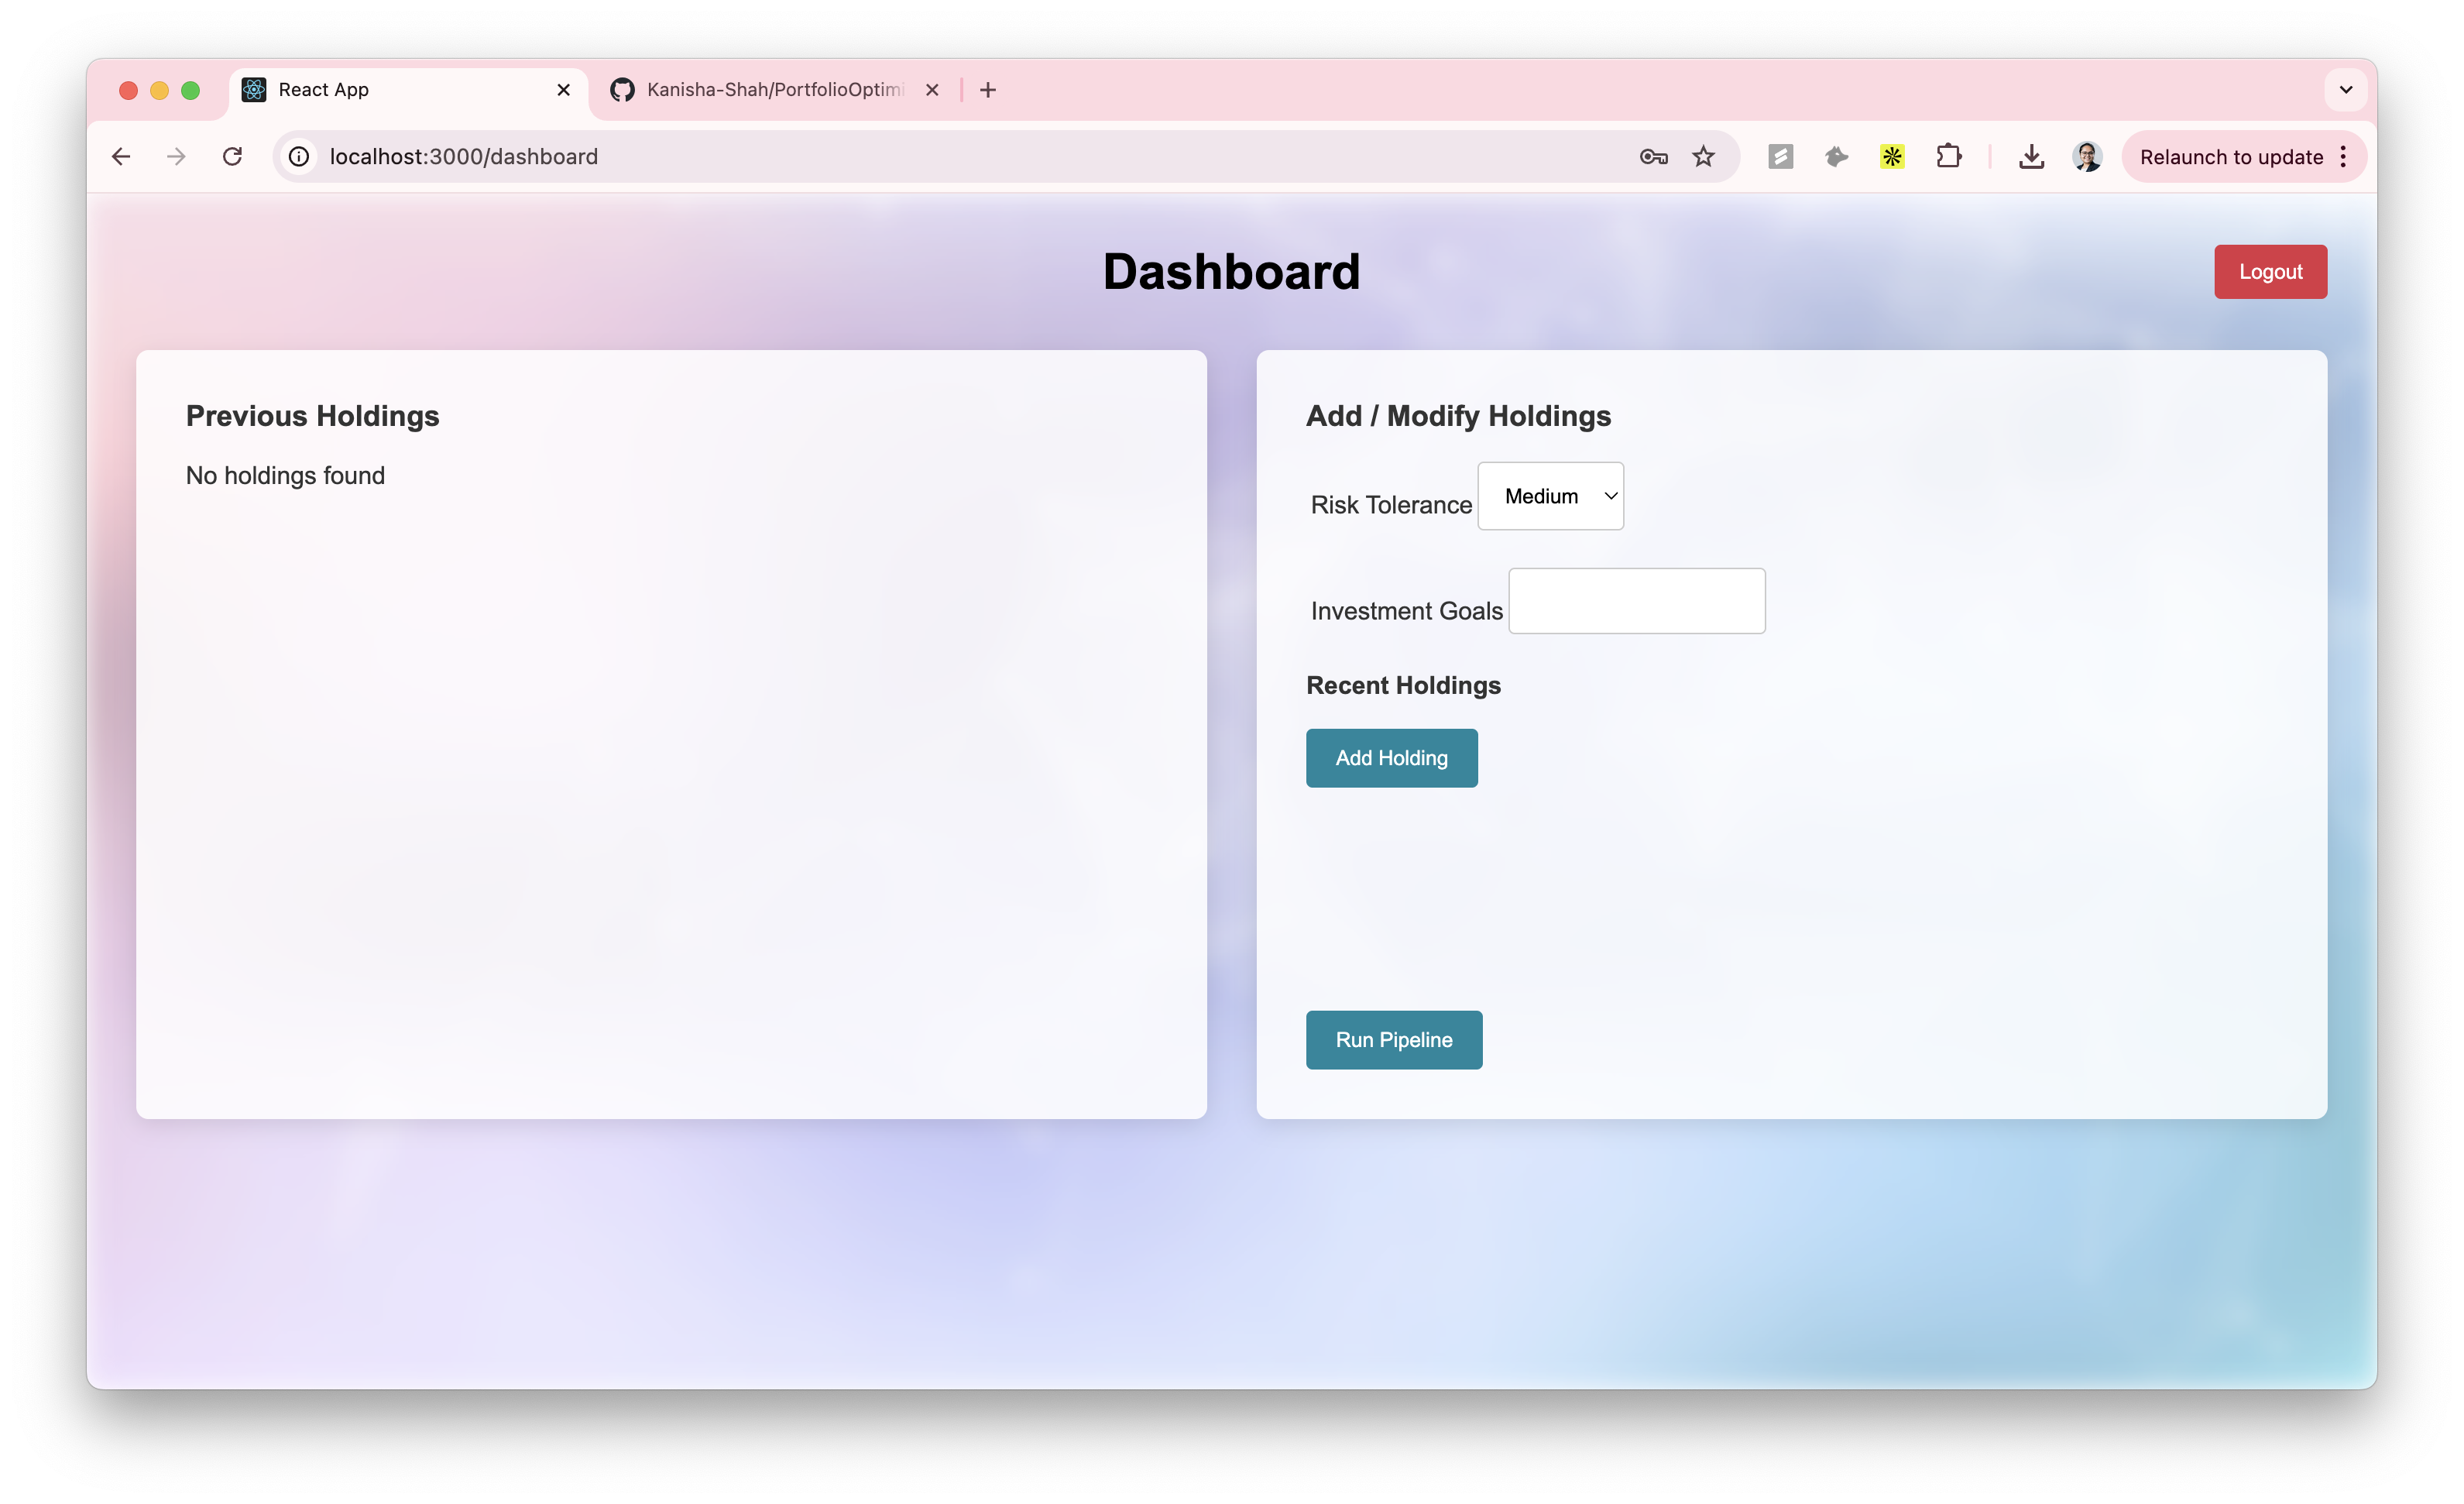 React App
Kanisha-Shah/PortfolioOptimi
localhost:3000/dashboard
Relaunch to update
Dashboard
Logout
Previous Holdings
No holdings found
Add / Modify Holdings
Risk Tolerance Medium
Investment Goals
Recent Holdings
Add Holding
Run Pipeline